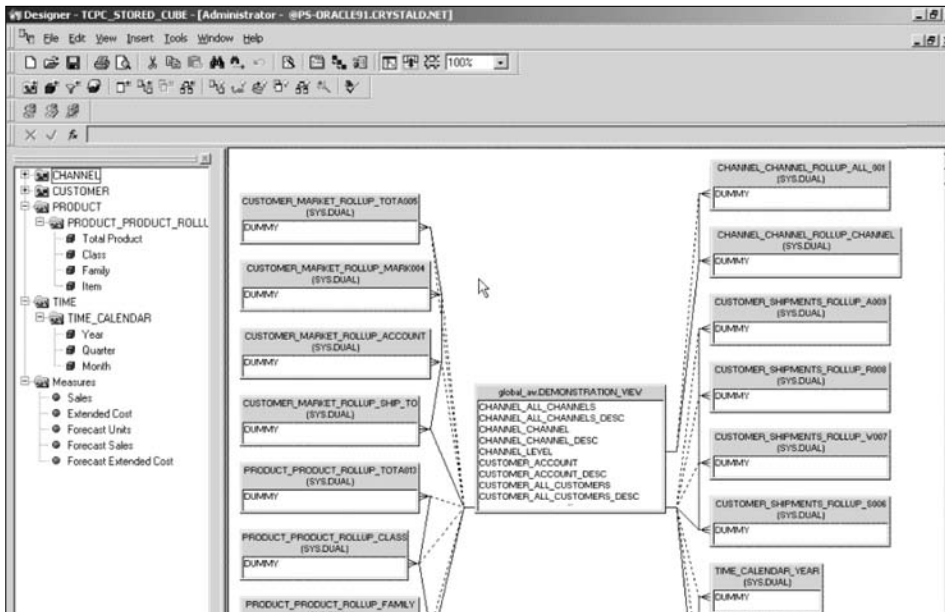 Designer - TCPC_STORED_CUBE - [Administrator - @PS-ORACLE91.CRYSTALD.NET]
File Edit View Insert Tools Window Help
100%
CHANNEL
CUSTOMER
PRODUCT
PRODUCT_PRODUCT_ROLLU
Total Product
Class
Family
Item
TIME
TIME_CALENDAR
Year
Quarter
Month
Measures
Sales
Extended Cost
Forecast Units
Forecast Sales
Forecast Extended Cost
CUSTOMER_MARKET_ROLLUP_TOTA005
(SYS.DUAL)
DUMMY
CUSTOMER_MARKET_ROLLUP_MARK004
(SYS.DUAL)
DUMMY
CUSTOMER_MARKET_ROLLUP_ACCOUNT
(SYS.DUAL)
DUMMY
CUSTOMER_MARKET_ROLLUP_SHIP_TO
(SYS.DUAL)
DUMMY
PRODUCT_PRODUCT_ROLLUP_TOTA013
(SYS.DUAL)
DUMMY
PRODUCT_PRODUCT_ROLLUP_CLASS
(SYS.DUAL)
DUMMY
PRODUCT_PRODUCT_ROLLUP_FAMILY
global_av.DEMONSTRATION_VIEW
CHANNEL_ALL_CHANNELS
CHANNEL_ALL_CHANNELS_DESC
CHANNEL_CHANNEL
CHANNEL_CHANNEL_DESC
CHANNEL_LEVEL
CUSTOMER_ACCOUNT
CUSTOMER_ACCOUNT_DESC
CUSTOMER_ALL_CUSTOMERS
CUSTOMER_ALL_CUSTOMERS_DESC
...
CHANNEL_CHANNEL_ROLLUP_ALL_001
(SYS.DUAL)
DUMMY
CHANNEL_CHANNEL_ROLLUP_CHANNEL
(SYS.DUAL)
DUMMY
CUSTOMER_SHIPMENTS_ROLLUP_A009
(SYS.DUAL)
DUMMY
CUSTOMER_SHIPMENTS_ROLLUP_R008
(SYS.DUAL)
DUMMY
CUSTOMER_SHIPMENTS_ROLLUP_W007
(SYS.DUAL)
DUMMY
CUSTOMER_SHIPMENTS_ROLLUP_S006
(SYS.DUAL)
DUMMY
TIME_CALENDAR_YEAR
(SYS.DUAL)
DUMMY